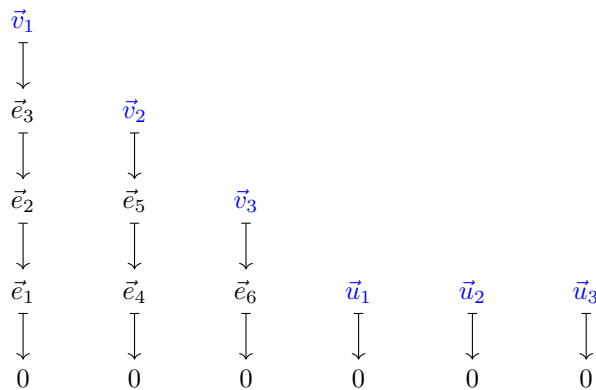 v⃗₁
e⃗₃ v⃗₂
e⃗₂ e⃗₅ v⃗₃
e⃗₁ e⃗₄ e⃗₆ u⃗₁ u⃗₂ u⃗₃
0 0 0 0 0 0